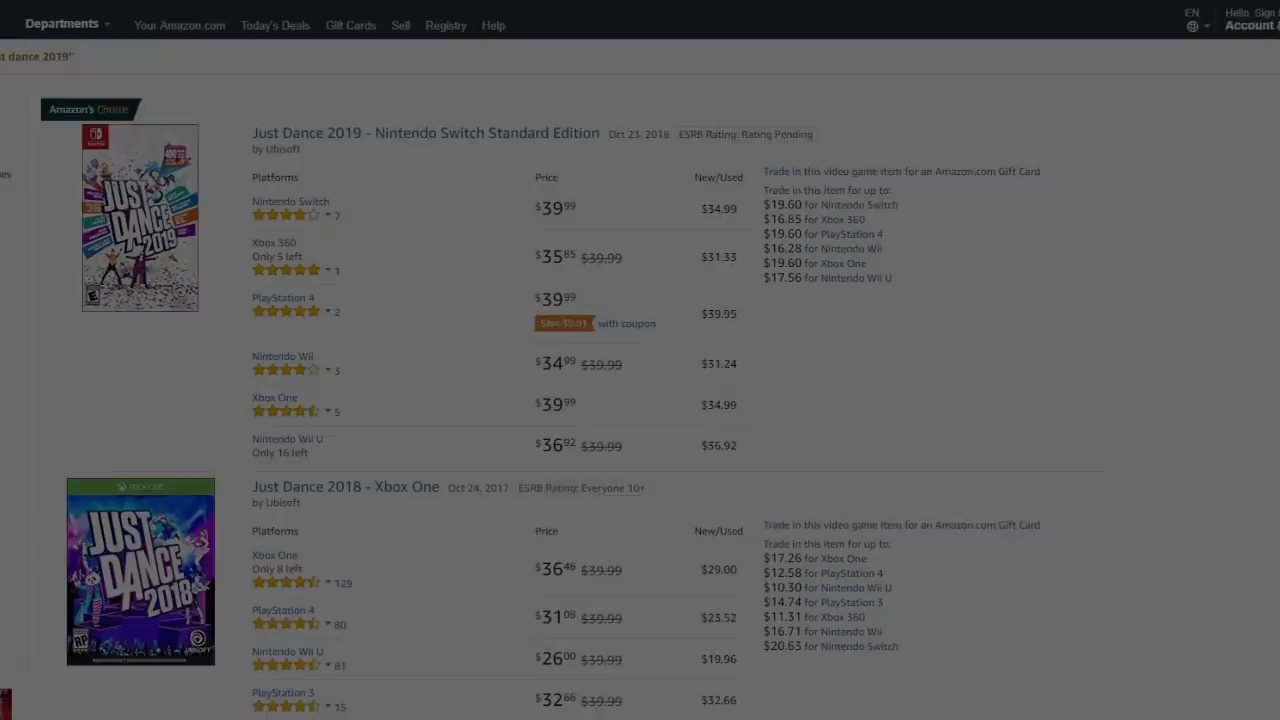 Departments
Your Amazon.com Today's Deals Gift Cards Sell Registry Help
EN
Hello. Sign
Account &
t dance 2019"
Amazon's Choice
JUST DANCE 2019
Just Dance 2019 - Nintendo Switch Standard Edition Oct 23, 2018 ESRB Rating: Rating Pending
by Ubisoft
Platforms Price New/Used
Nintendo Switch
7
$39 99 $34.99
Xbox 360
Only 5 left
1
$35 85 $39.99 $31.33
PlayStation 4
2
$39 99
Save $0.91 with coupon
$39.95
Nintendo Wii
3
$34 99 $39.99 $31.24
Xbox One
5
$39 99 $34.99
Nintendo Wii U
Only 16 left
$36 92 $39.99 $36.92
Trade in this video game item for an Amazon.com Gift Card
Trade in this item for up to:
$19.60 for Nintendo Switch
$16.85 for Xbox 360
$19.60 for PlayStation 4
$16.28 for Nintendo Wii
$19.60 for Xbox One
$17.56 for Nintendo Wii U
XBOX ONE
JUST DANCE 2018
RP
UBISOFT
Just Dance 2018 - Xbox One Oct 24, 2017 ESRB Rating: Everyone 10+
by Ubisoft
Platforms Price New/Used
Xbox One
Only 8 left
129
$36 46 $39.99 $29.00
PlayStation 4
80
$31 08 $39.99 $23.52
Nintendo Wii U
81
$26 00 $39.99 $19.96
PlayStation 3
15
$32 66 $39.99 $32.66
Trade in this video game item for an Amazon.com Gift Card
Trade in this item for up to:
$17.26 for Xbox One
$12.58 for PlayStation 4
$10.30 for Nintendo Wii U
$14.74 for PlayStation 3
$11.31 for Xbox 360
$16.71 for Nintendo Wii
$20.63 for Nintendo Switch